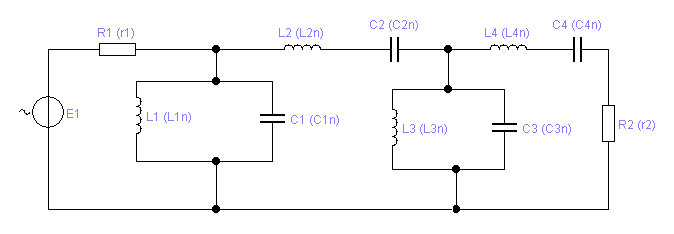 R1 (r1)
L2 (L2n)
C2 (C2n)
L4 (L4n)
C4 (C4n)
E1
L1 (L1n)
C1 (C1n)
L3 (L3n)
C3 (C3n)
R2 (r2)